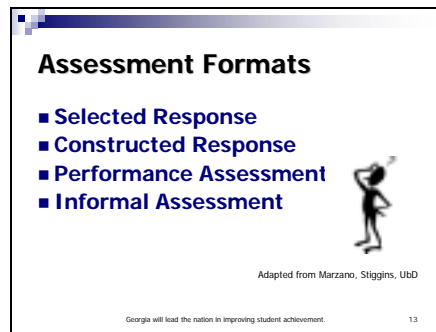 Assessment Formats
Selected Response
Constructed Response
Performance Assessment
Informal Assessment
Adapted from Marzano, Stiggins, UbD
Georgia will lead the nation in improving student achievement. 13